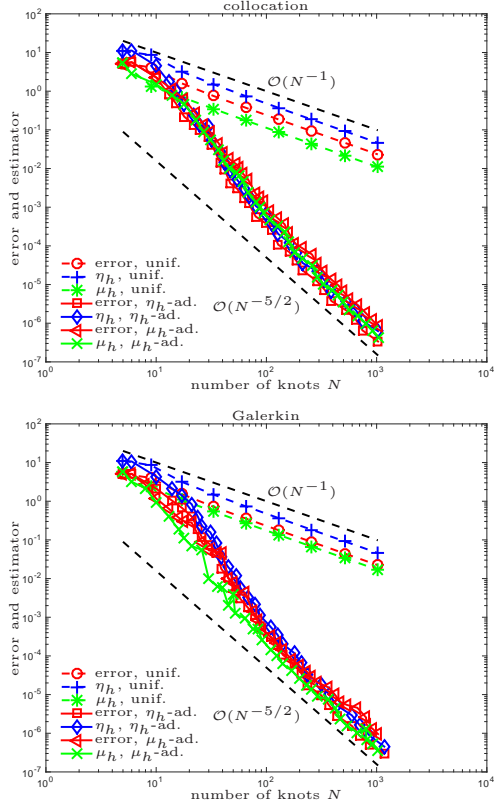 collocation
10^2
10^1
10^0
10^-1
10^-2
10^-3
10^-4
10^-5
10^-6
10^-7
error and estimator
O(N^-1)
O(N^-5/2)
error, unif.
η_h, unif.
μ_h, unif.
error, η_h-ad.
η_h, η_h-ad.
error, μ_h-ad.
μ_h, μ_h-ad.
10^0 10^1 10^2 10^3 10^4
number of knots N
Galerkin
10^2
10^1
10^0
10^-1
10^-2
10^-3
10^-4
10^-5
10^-6
10^-7
error and estimator
O(N^-1)
O(N^-5/2)
error, unif.
η_h, unif.
μ_h, unif.
error, η_h-ad.
η_h, η_h-ad.
error, μ_h-ad.
μ_h, μ_h-ad.
10^0 10^1 10^2 10^3 10^4
number of knots N